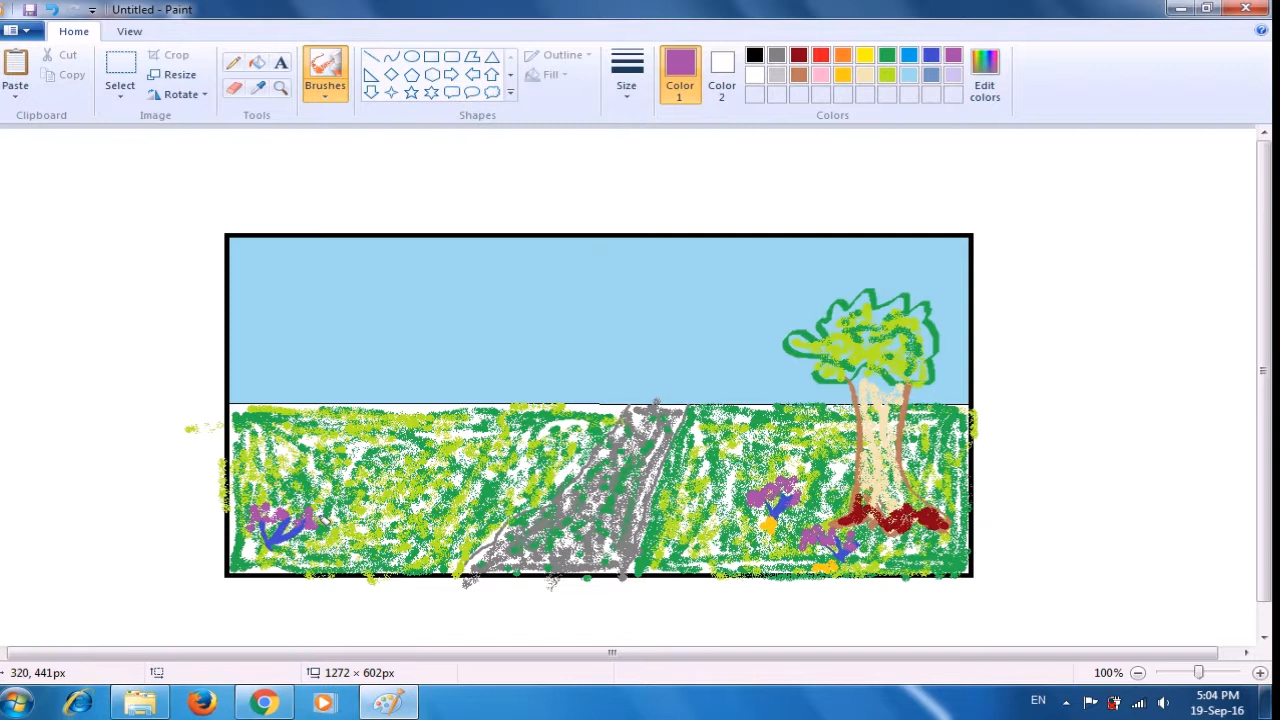 Untitled - Paint
Home View
Paste
Cut
Copy
Clipboard
Select
Crop
Resize
Rotate
Image
A
Tools
Brushes
Shapes
Outline
Fill
Size
Color 1
Color 2
Edit colors
Colors
320, 441px
1272 × 602px
100%
EN
5:04 PM
19-Sep-16